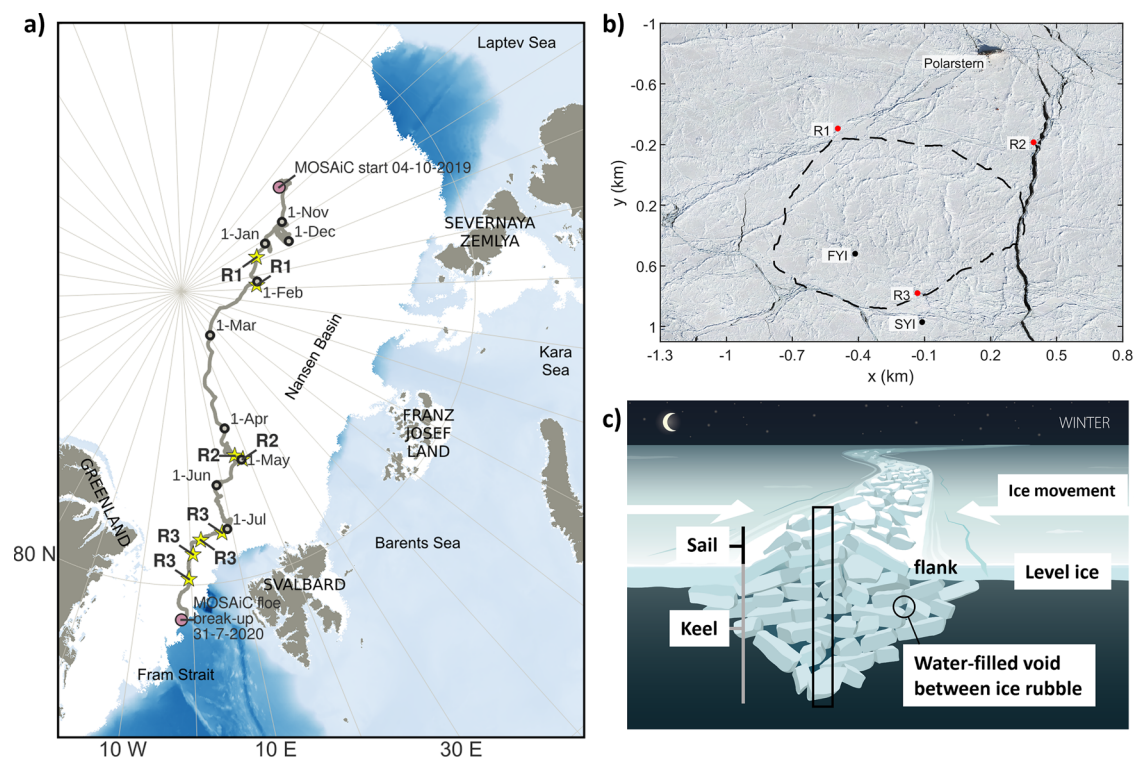 a)
Laptev Sea
MOSAiC start 04-10-2019
1-Nov
1-Dec
1-Jan
SEVERNAYA
ZEMLYA
R1
R1
1-Feb
1-Mar
Nansen Basin
Kara
Sea
1-Apr
FRANZ
JOSEF
LAND
R2
R2
1-May
1-Jun
GREENLAND
R3
1-Jul
R3
R3
R3
Barents Sea
80 N
SVALBARD
MOSAiC floe
break-up
31-7-2020
Fram Strait
10 W
10 E
30 E
b)
-1
-0.6
-0.2
0.2
0.6
1
y (km)
Polarstern
R1
R2
FYI
R3
SYI
-1.3
-1
-0.7
-0.4
-0.1
0.2
0.5
0.8
x (km)
c)
WINTER
Ice movement
Sail
flank
Level ice
Keel
Water-filled void
between ice rubble